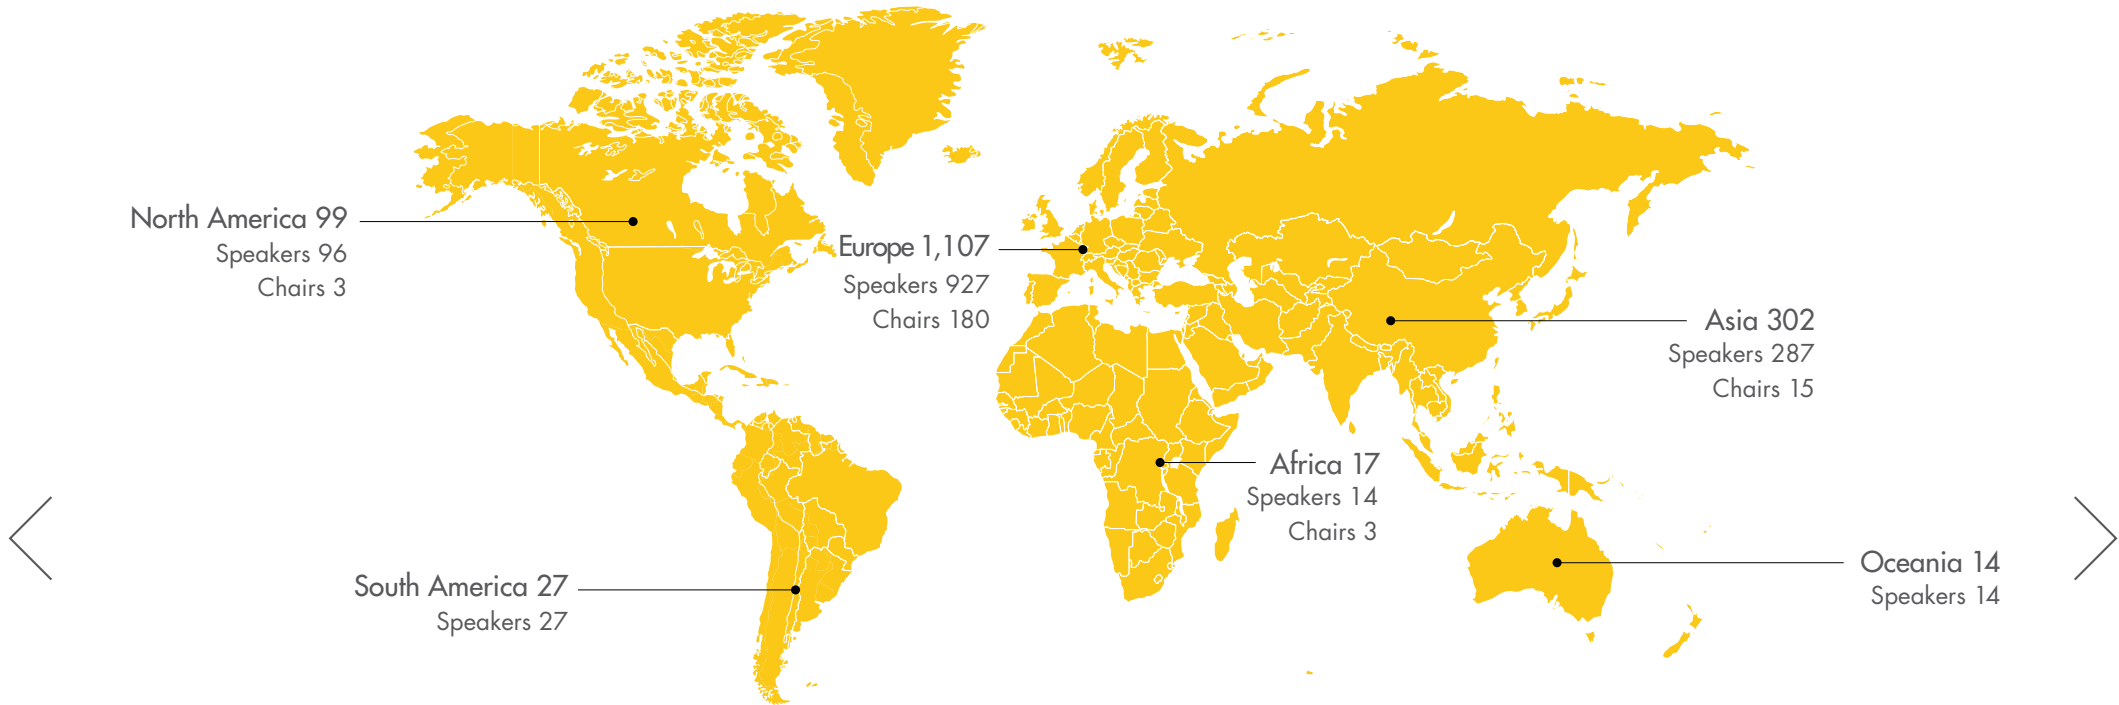 North America 99
Speakers 96
Chairs 3
Europe 1,107
Speakers 927
Chairs 180
Asia 302
Speakers 287
Chairs 15
Africa 17
Speakers 14
Chairs 3
South America 27
Speakers 27
Oceania 14
Speakers 14